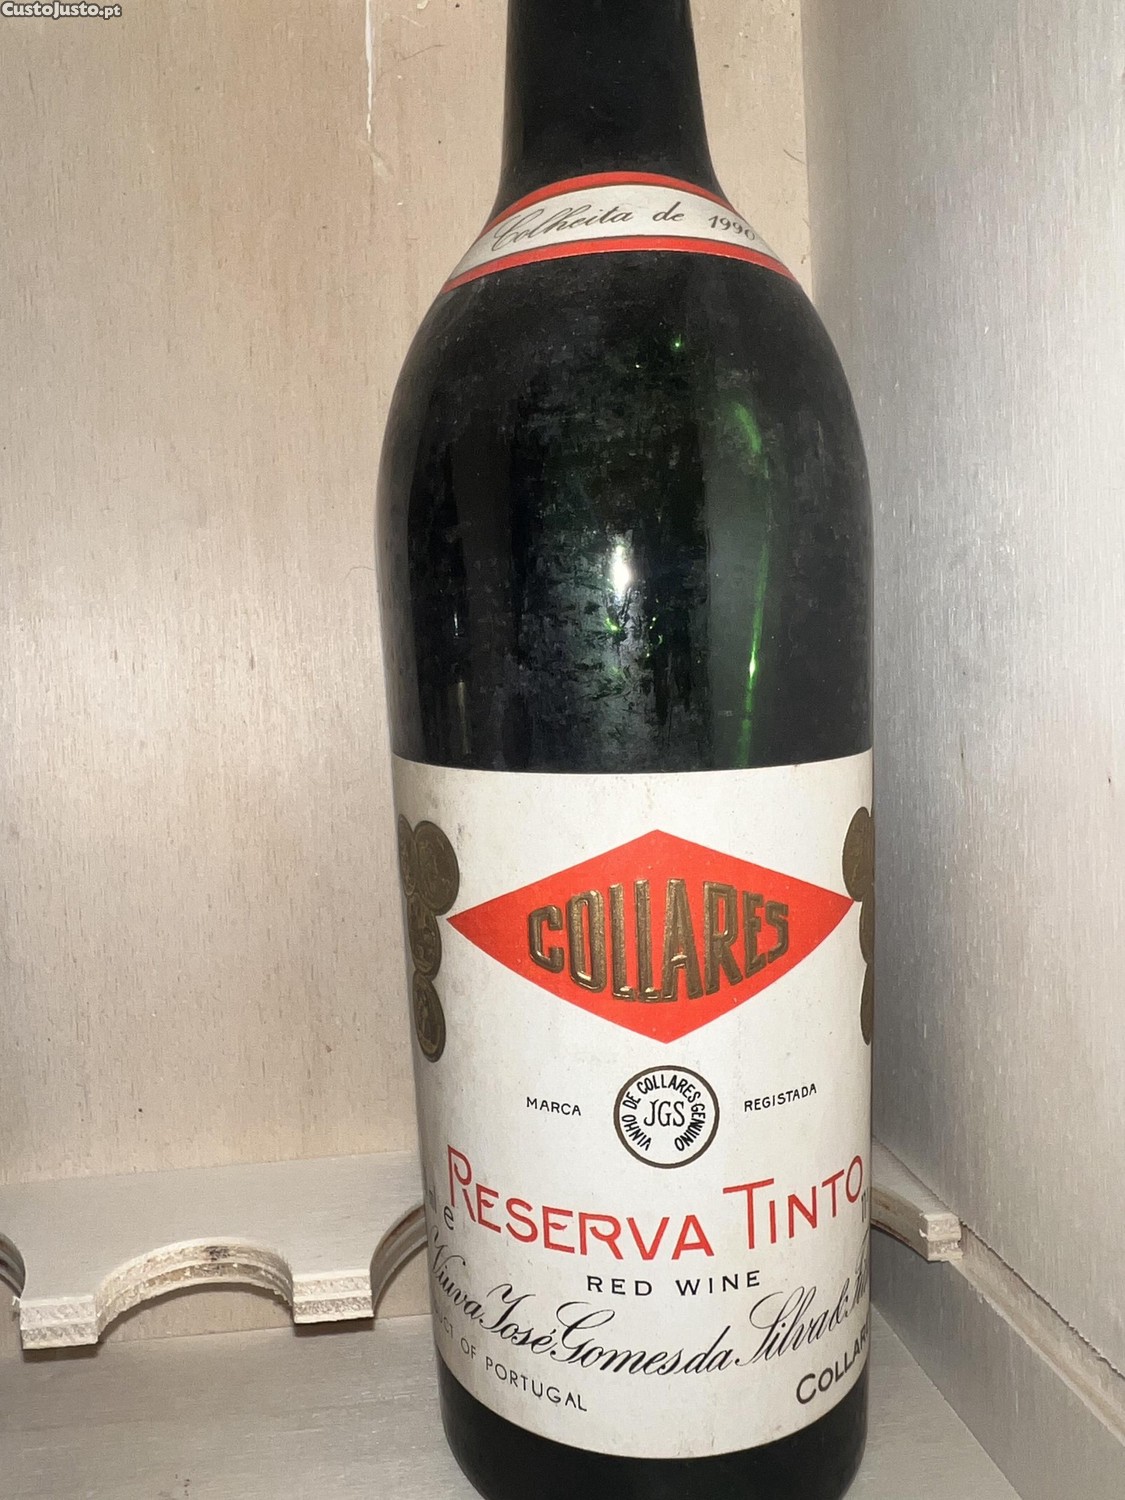 CustoJusto.pt
Colheita de 1990
COLLARES
MARCA
VINHO DE COLLARES GENUINO
JGS
REGISTADA
RESERVA TINTO
RED WINE
de Viuva José Gomes da Silva &
OF PORTUGAL